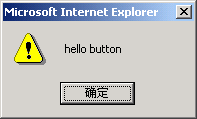 Microsoft Internet Explorer
hello button
确定